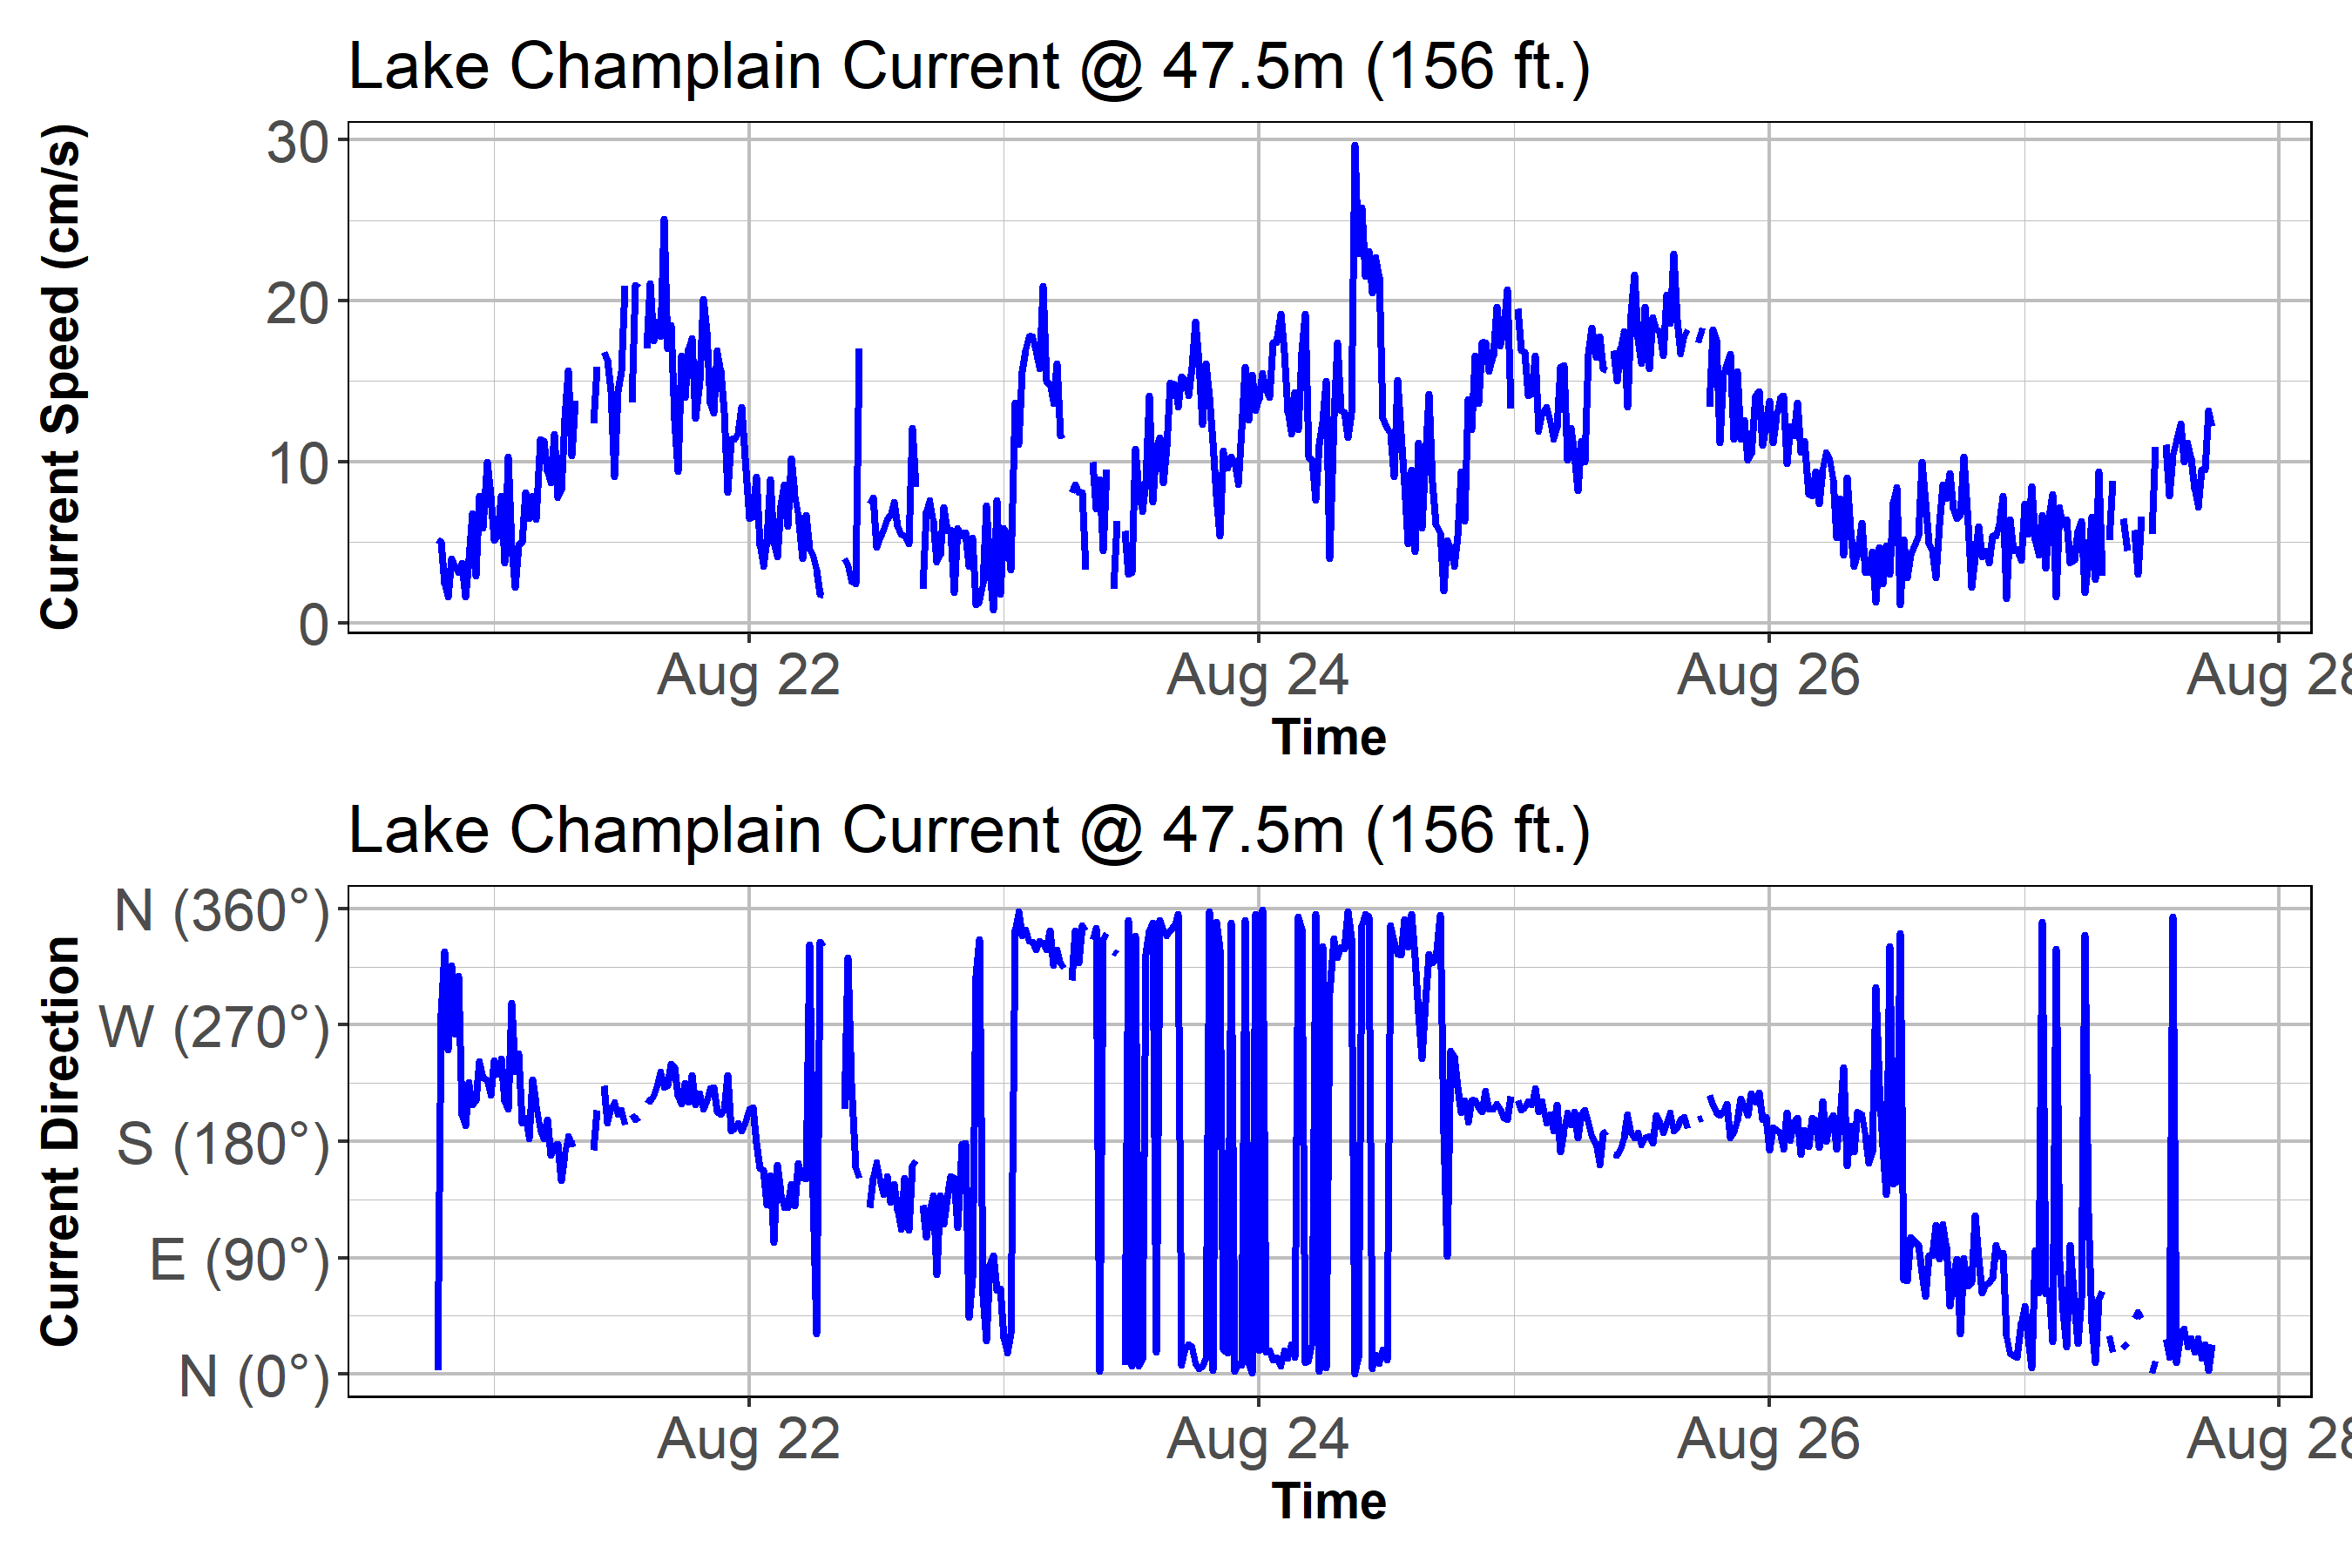 Lake Champlain Current @ 47.5m (156 ft.)
Current Speed (cm/s)
30
20
10
0
Aug 22 Aug 24 Aug 26 Aug 28
Time
Lake Champlain Current @ 47.5m (156 ft.)
Current Direction
N (360°)
W (270°)
S (180°)
E (90°)
N (0°)
Aug 22 Aug 24 Aug 26 Aug 28
Time